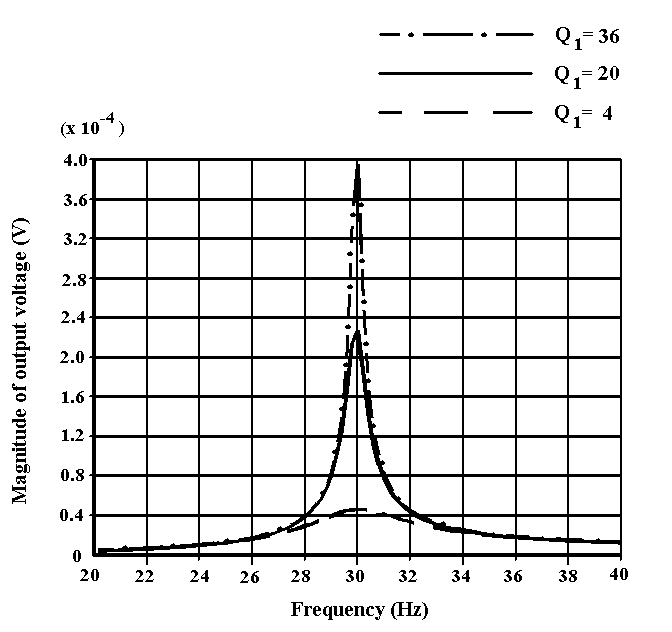 Q1= 36
Q1= 20
Q1= 4
(x 10-4 )
4.0
3.6
3.2
2.8
2.4
2.0
1.6
1.2
0.8
0.4
0
20 22 24 26 28 30 32 34 36 38 40
Magnitude of output voltage (V)
Frequency (Hz)